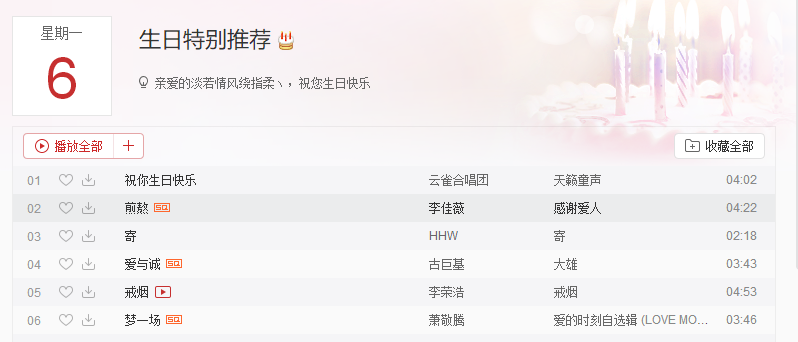 星期一
6
生日特别推荐
亲爱的淡若情风绕指柔ヽ，祝您生日快乐
播放全部
收藏全部
01 祝你生日快乐 云雀合唱团 天籁童声 04:02
02 煎熬 SQ 李佳薇 感谢爱人 04:22
03 寄 HHW 寄 02:18
04 爱与诚 SQ 古巨基 大雄 03:43
05 戒烟 李荣浩 戒烟 04:53
06 梦一场 SQ 萧敬腾 爱的时刻自选辑 (LOVE MO... 03:46